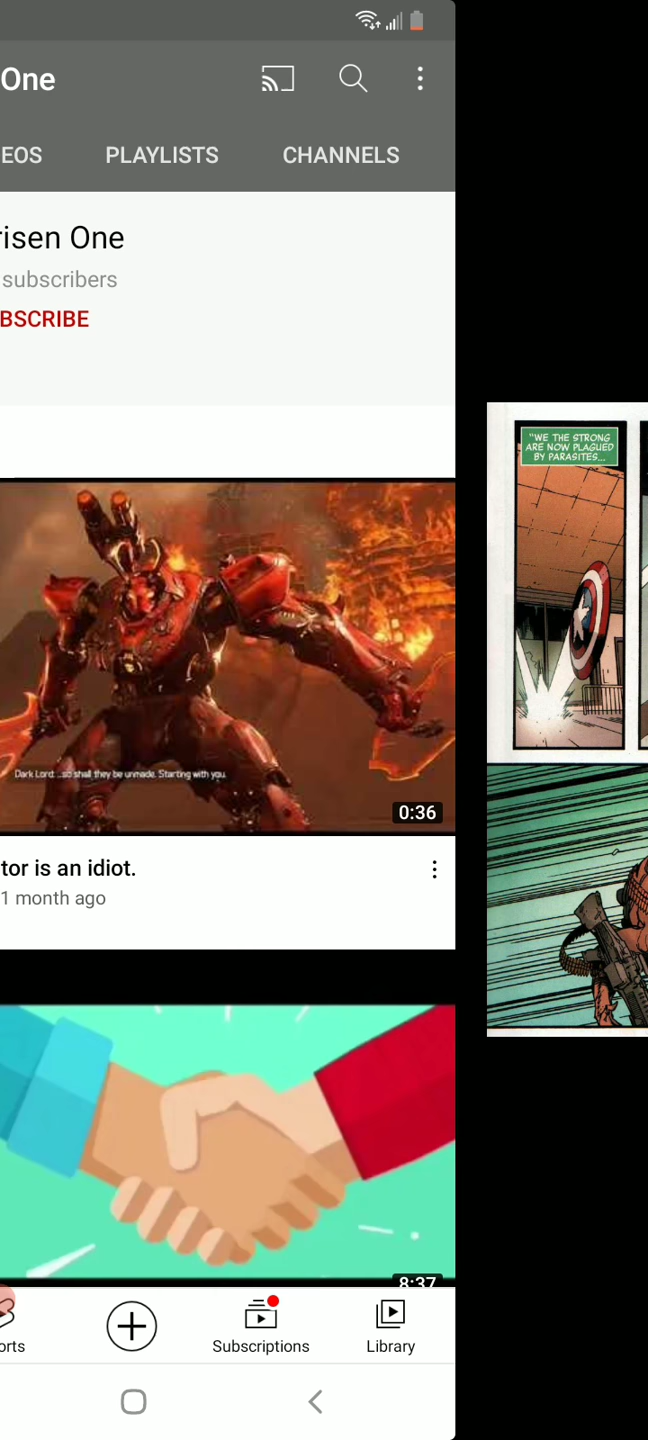 One
EOS PLAYLISTS CHANNELS
risen One
subscribers
BSCRIBE
"WE THE STRONG
ARE NOW PLAGUED
BY PARASITES...
Dark Lord: ...so shall they be unmade. Starting with you.
0:36
tor is an idiot.
1 month ago
8:37
orts
Subscriptions
Library